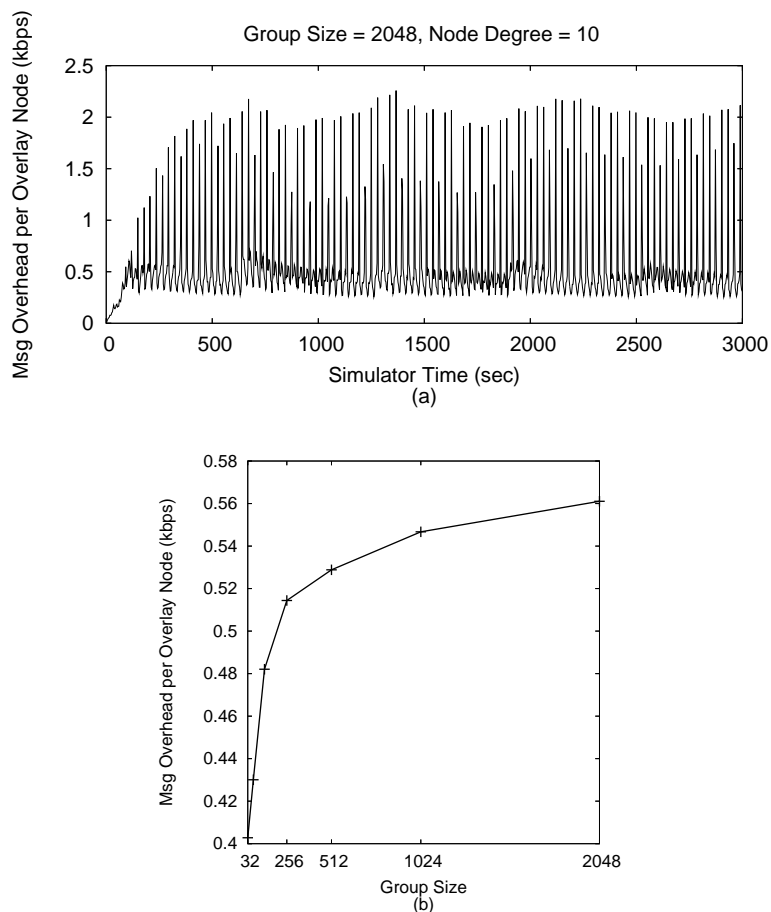 Group Size = 2048, Node Degree = 10
Msg Overhead per Overlay Node (kbps)
2.5
2
1.5
1
0.5
0
0 500 1000 1500 2000 2500 3000
Simulator Time (sec)
(a)
Msg Overhead per Overlay Node (kbps)
0.58
0.56
0.54
0.52
0.5
0.48
0.46
0.44
0.42
0.4
32 256 512 1024 2048
Group Size
(b)